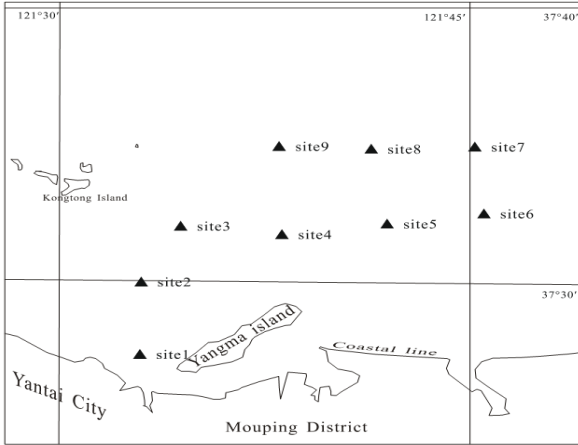 121°30′
121°45′
37°40′
site9
site8
site7
Kongtong Island
site3
site4
site5
site6
site2
37°30′
Yangma island
Coastal line
site1
Yantai City
Mouping District